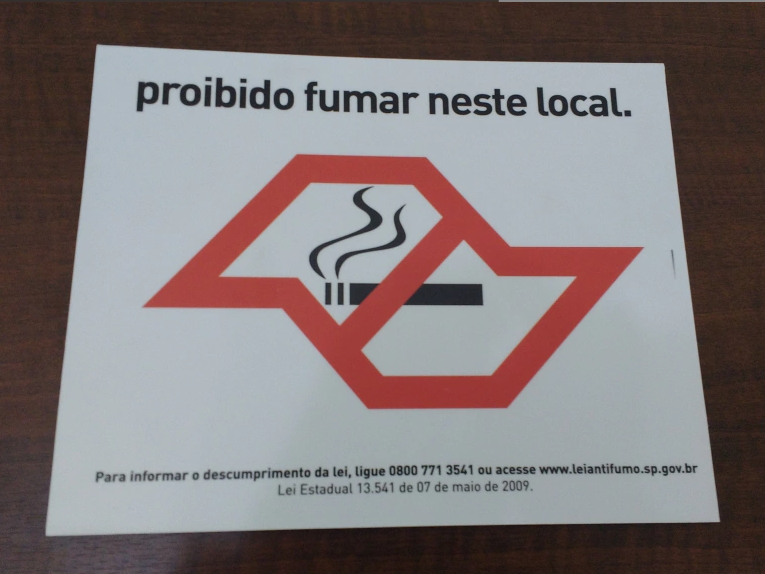 proibido fumar neste local.
Para informar o descumprimento da lei, ligue 0800 771 3541 ou acesse www.leiantifumo.sp.gov.br
Lei Estadual 13.541 de 07 de maio de 2009.